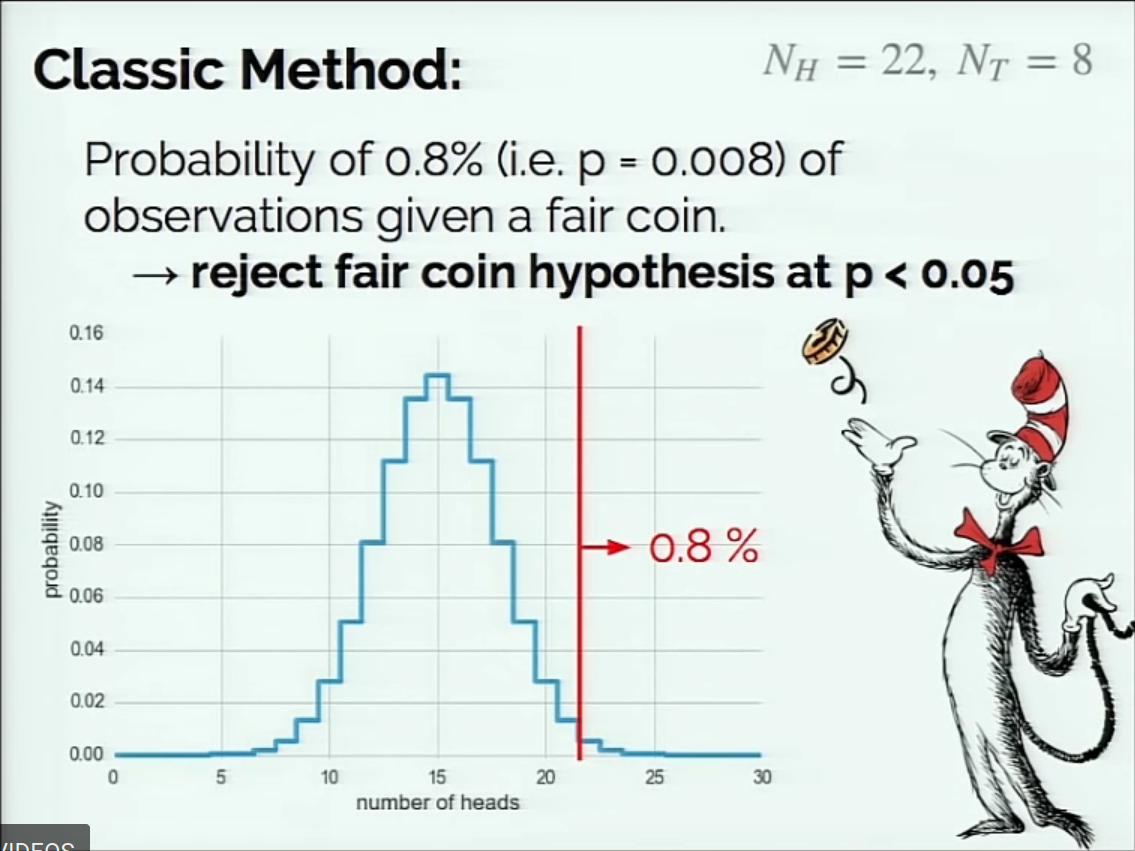 Classic Method:
N_H = 22, N_T = 8
Probability of 0.8% (i.e. p = 0.008) of
observations given a fair coin.
→ reject fair coin hypothesis at p < 0.05
0.16
0.14
0.12
0.10
0.08
0.06
0.04
0.02
0.00
probability
0.8 %
0 5 10 15 20 25 30
number of heads
VIDEOS